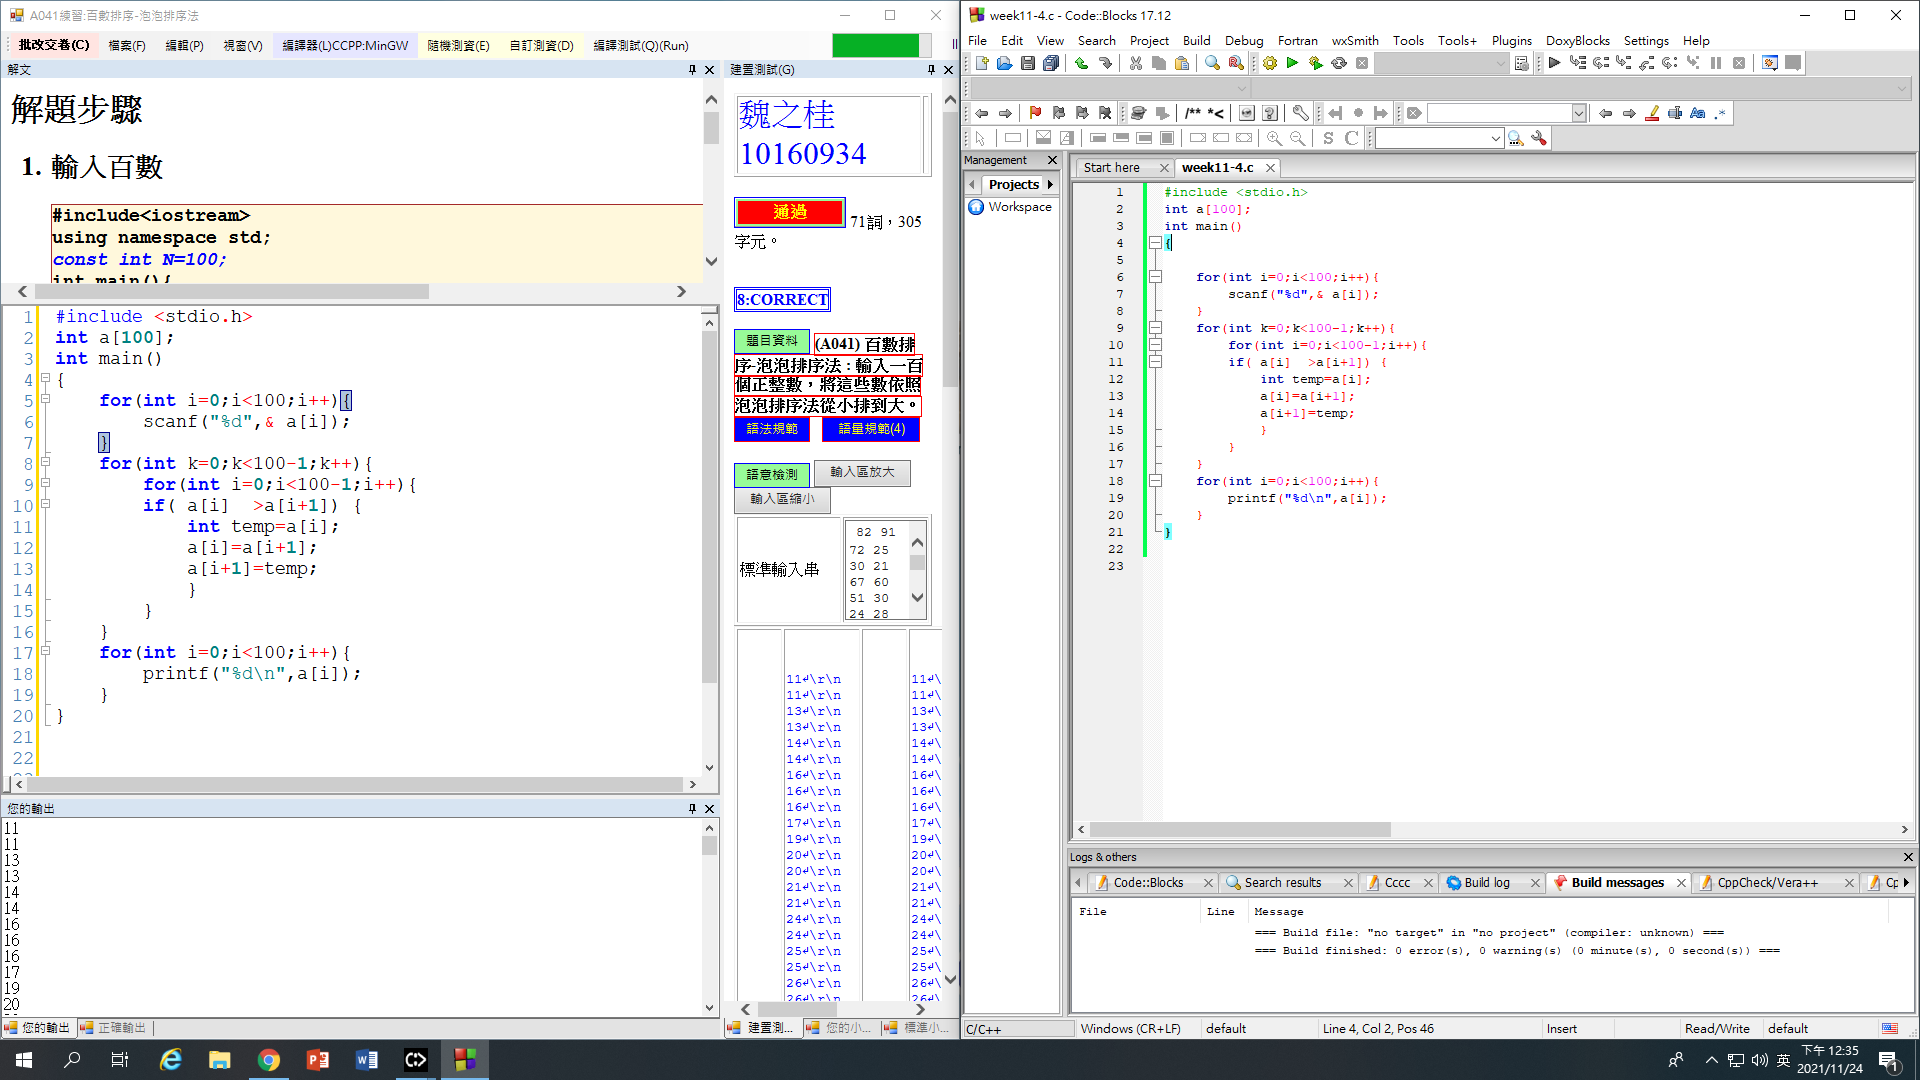 A041練習:百數排序-泡泡排序法
批改交卷(C) 檔案(F) 編輯(P) 視窗(V) 編譯器(L)CCPP:MinGW 隨機測資(E) 自訂測資(D) 編譯測試(Q)(Run)
解文
解題步驟
1. 輸入百數
#include<iostream>
using namespace std;
const int N=100;
int main(){
1 #include <stdio.h>
2 int a[100];
3 int main()
4 {
5 for(int i=0;i<100;i++){
6 scanf("%d",& a[i]);
7 }
8 for(int k=0;k<100-1;k++){
9 for(int i=0;i<100-1;i++){
10 if( a[i]  >a[i+1]) {
11 int temp=a[i];
12 a[i]=a[i+1];
13 a[i+1]=temp;
14 }
15 }
16 }
17 for(int i=0;i<100;i++){
18 printf("%d\n",a[i]);
19 }
20 }
21
22
您的輸出
11
11
13
13
14
14
16
16
16
17
19
20
您的輸出 正確輸出
建置測試(G)
魏之桂
10160934
通過 71詞，305
字元。
8:CORRECT
題目資料 (A041) 百數排
序-泡泡排序法 : 輸入一百
個正整數，將這些數依照
泡泡排序法從小排到大。
語法規範 語量規範(4)
語意檢測 輸入區放大
輸入區縮小
標準輸入串
82 91
72 25
30 21
67 60
51 30
24 28
11↵\r\n 11↵\
11↵\r\n 11↵\
13↵\r\n 13↵\
13↵\r\n 13↵\
14↵\r\n 14↵\
14↵\r\n 14↵\
16↵\r\n 16↵\
16↵\r\n 16↵\
16↵\r\n 16↵\
17↵\r\n 17↵\
19↵\r\n 19↵\
20↵\r\n 20↵\
20↵\r\n 20↵\
21↵\r\n 21↵\
21↵\r\n 21↵\
24↵\r\n 24↵\
24↵\r\n 24↵\
25↵\r\n 25↵\
25↵\r\n 25↵\
26↵\r\n 26↵\
26↵\r\n 26↵\
建置測... 您的小... 標準小...
week11-4.c - Code::Blocks 17.12
File Edit View Search Project Build Debug Fortran wxSmith Tools Tools+ Plugins DoxyBlocks Settings Help
/** *<
S C
Management
Projects
Workspace
Start here week11-4.c
1 #include <stdio.h>
2 int a[100];
3 int main()
4 {
5
6 for(int i=0;i<100;i++){
7 scanf("%d",& a[i]);
8 }
9 for(int k=0;k<100-1;k++){
10 for(int i=0;i<100-1;i++){
11 if( a[i]  >a[i+1]) {
12 int temp=a[i];
13 a[i]=a[i+1];
14 a[i+1]=temp;
15 }
16 }
17 }
18 for(int i=0;i<100;i++){
19 printf("%d\n",a[i]);
20 }
21 }
22
23
Logs & others
Code::Blocks Search results Cccc Build log Build messages CppCheck/Vera++ Cp
File Line Message
=== Build file: "no target" in "no project" (compiler: unknown) ===
=== Build finished: 0 error(s), 0 warning(s) (0 minute(s), 0 second(s)) ===
C/C++ Windows (CR+LF) default Line 4, Col 2, Pos 46 Insert Read/Write default
英 下午 12:35
2021/11/24
1